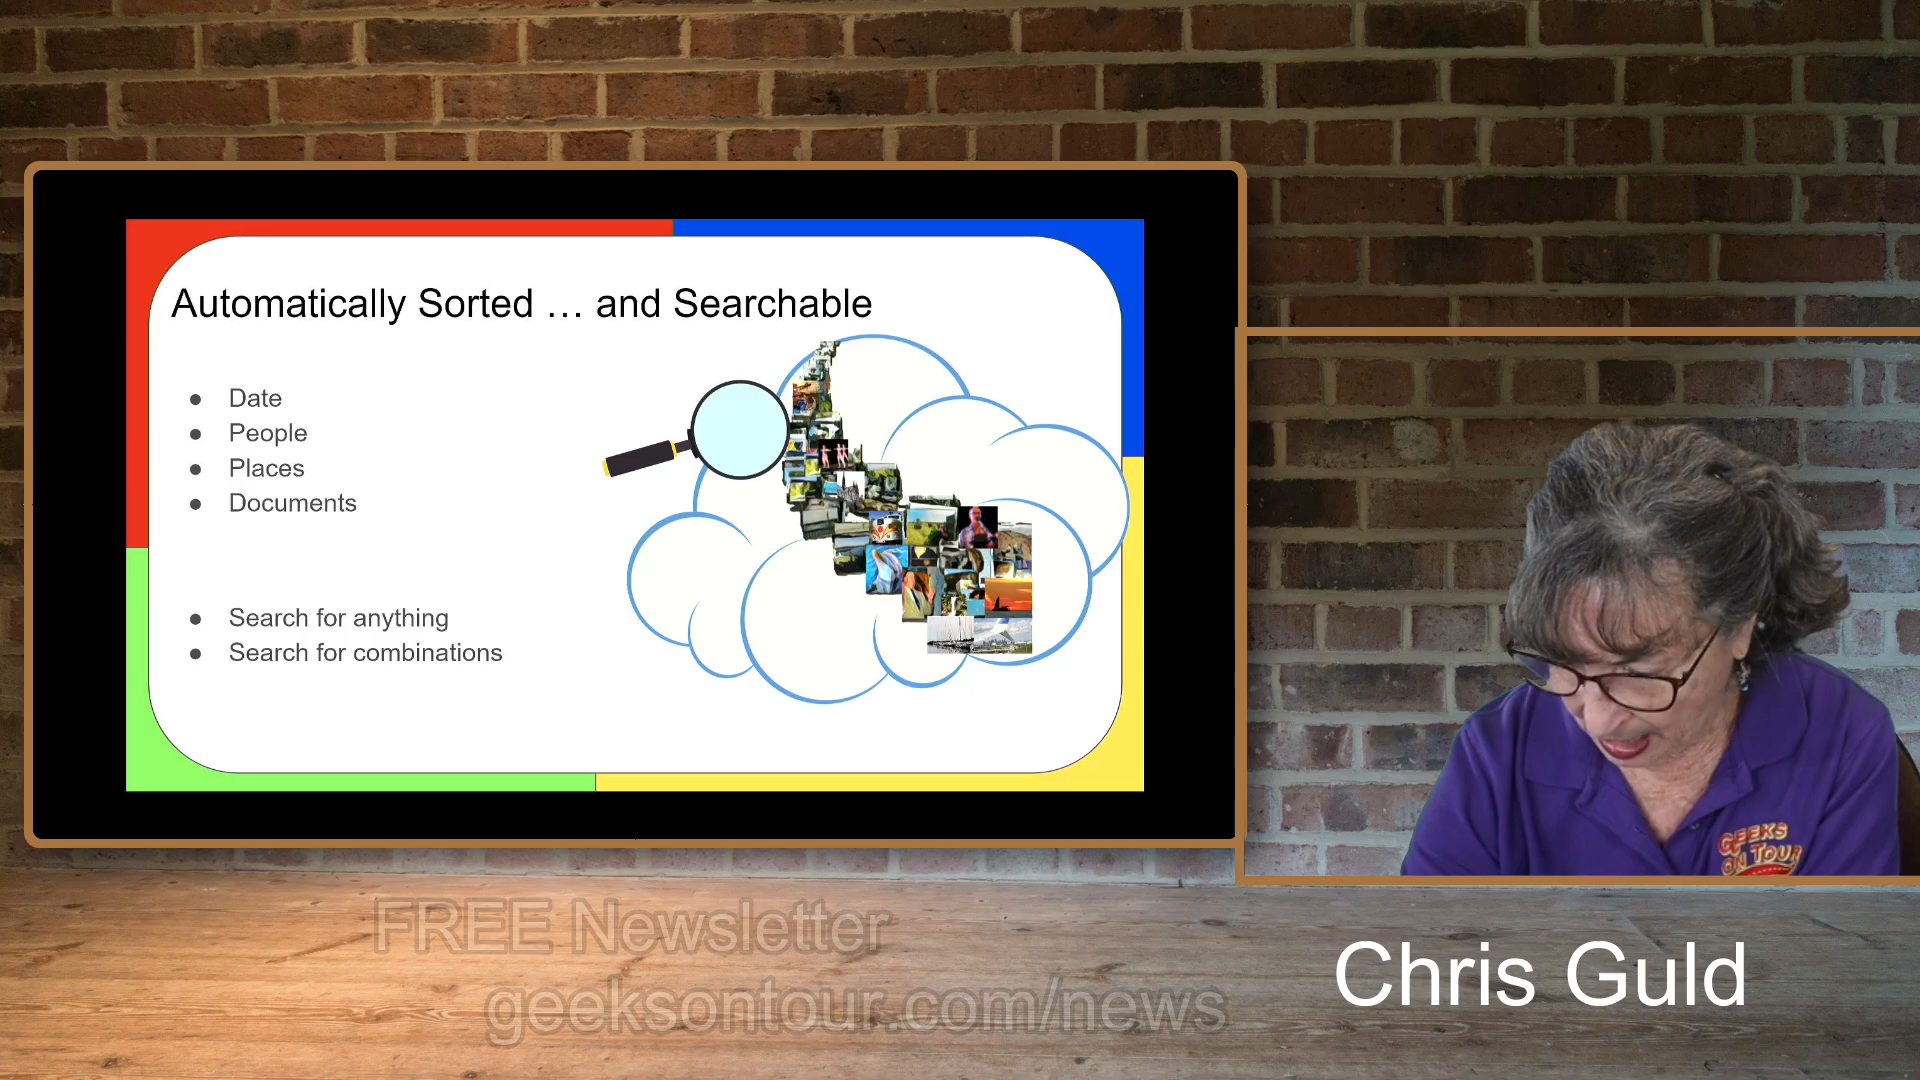 Automatically Sorted … and Searchable
● Date
● People
● Places
● Documents
● Search for anything
● Search for combinations
GEEKS
ON TOUR
FREE Newsletter
geeksontour.com/news
Chris Guld